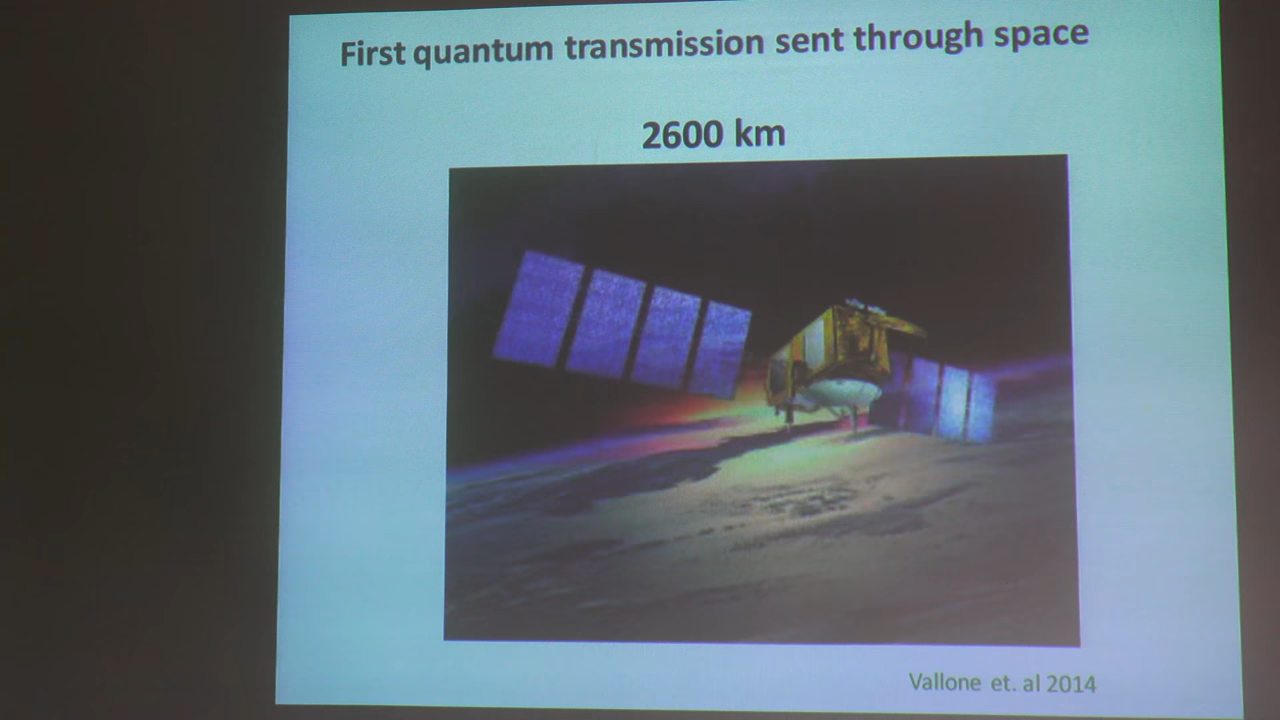 First quantum transmission sent through space
2600 km
Vallone et. al 2014